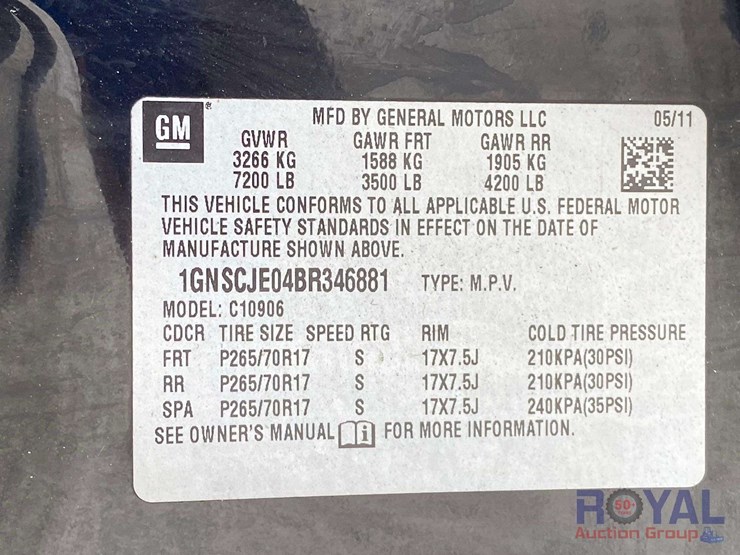 GM
MFD BY GENERAL MOTORS LLC 05/11
GVWR GAWR FRT GAWR RR
3266 KG 1588 KG 1905 KG
7200 LB 3500 LB 4200 LB
THIS VEHICLE CONFORMS TO ALL APPLICABLE U.S. FEDERAL MOTOR
VEHICLE SAFETY STANDARDS IN EFFECT ON THE DATE OF
MANUFACTURE SHOWN ABOVE.
1GNSCJE04BR346881 TYPE: M.P.V.
MODEL: C10906
CDCR TIRE SIZE SPEED RTG RIM COLD TIRE PRESSURE
FRT P265/70R17 S 17X7.5J 210KPA(30PSI)
RR P265/70R17 S 17X7.5J 210KPA(30PSI)
SPA P265/70R17 S 17X7.5J 240KPA(35PSI)
SEE OWNER'S MANUAL i FOR MORE INFORMATION.
ROYAL
Auction Group